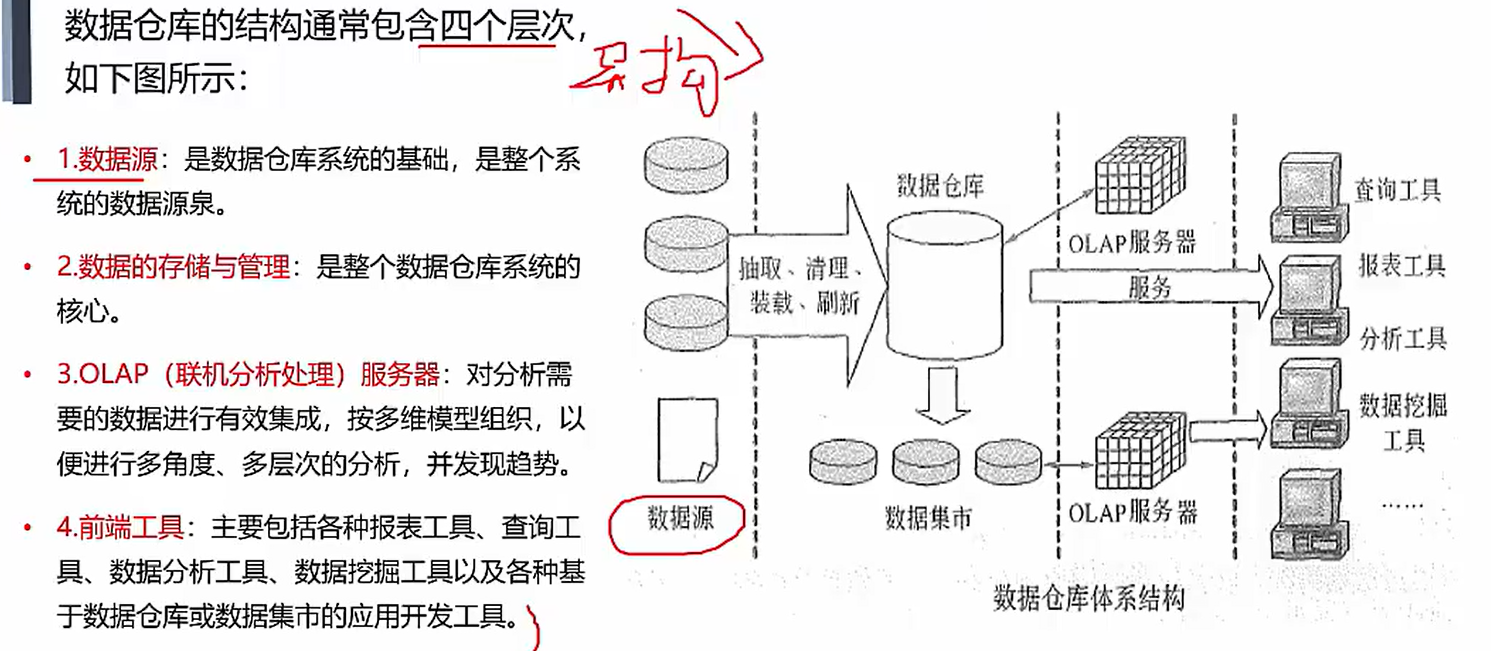 数据仓库的结构通常包含四个层次，
如下图所示：
异构
• 1.数据源：是数据仓库系统的基础，是整个系
统的数据源泉。
• 2.数据的存储与管理：是整个数据仓库系统的
核心。
• 3.OLAP（联机分析处理）服务器：对分析需
要的数据进行有效集成，按多维模型组织，以
便进行多角度、多层次的分析，并发现趋势。
• 4.前端工具：主要包括各种报表工具、查询工
具、数据分析工具、数据挖掘工具以及各种基
于数据仓库或数据集市的应用开发工具。
数据仓库
抽取、清理、
装载、刷新
数据源
数据集市
OLAP服务器
服务
OLAP服务器
查询工具
报表工具
分析工具
数据挖掘
工具
……
数据仓库体系结构